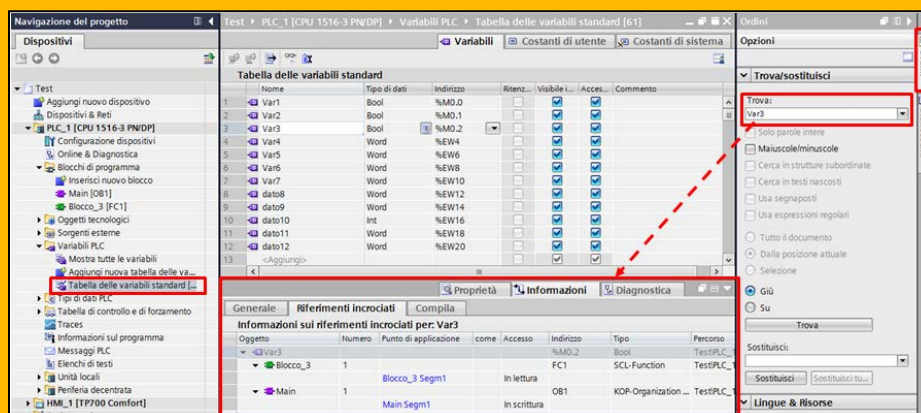 Navigazione del progetto
Test ▸ PLC_1 [CPU 1516-3 PN/DP] ▸ Variabili PLC ▸ Tabella delle variabili standard [61]
Ordini
Dispositivi
Variabili
Costanti di utente
Costanti di sistema
Opzioni
Tabella delle variabili standard
Nome Tipo di dati Indirizzo Ritenz... Visibile i... Acces... Commento
1 Var1 Bool %M0.0
2 Var2 Bool %M0.1
3 Var3 Bool %M0.2
4 Var4 Word %EW4
5 Var5 Word %EW6
6 Var6 Word %EW8
7 Var7 Word %EW10
8 dato8 Word %EW12
9 dato9 Word %EW14
10 dato10 Int %EW16
11 dato11 Word %EW18
12 dato12 Word %EW20
13 <Aggiungi>
Test
Aggiungi nuovo dispositivo
Dispositivi & Reti
PLC_1 [CPU 1516-3 PN/DP]
Configurazione dispositivi
Online & Diagnostica
Blocchi di programma
Inserisci nuovo blocco
Main [OB1]
Blocco_3 [FC1]
Oggetti tecnologici
Sorgenti esterne
Variabili PLC
Mostra tutte le variabili
Aggiungi nuova tabella delle va...
Tabella delle variabili standard [...
Tipi di dati PLC
Tabella di controllo e di forzamento
Traces
Informazioni sul programma
Messaggi PLC
Elenchi di testi
Unità locali
Periferia decentrata
HMI_1 [TP700 Comfort]
Proprietà
Informazioni
Diagnostica
Generale
Riferimenti incrociati
Compila
Informazioni sui riferimenti incrociati per: Var3
Oggetto Numero Punto di applicazione come Accesso Indirizzo Tipo Percorso
Var3 %M0.2 Bool Test\PLC_1
Blocco_3 1 FC1 SCL-Function Test\PLC_1
Blocco_3 Segm1 In lettura
Main 1 OB1 KOP-Organization ... Test\PLC_1
Main Segm1 In scrittura
Trova/sostituisci
Trova:
Var3
Solo parole intere
Maiuscole/minuscole
Cerca in strutture subordinate
Cerca in testi nascosti
Usa segnaposti
Usa espressioni regolari
Tutto il documento
Dalla posizione attuale
Selezione
Giù
Su
Trova
Sostituisci:
Sostituisci
Sostituisci tu...
Lingue & Risorse